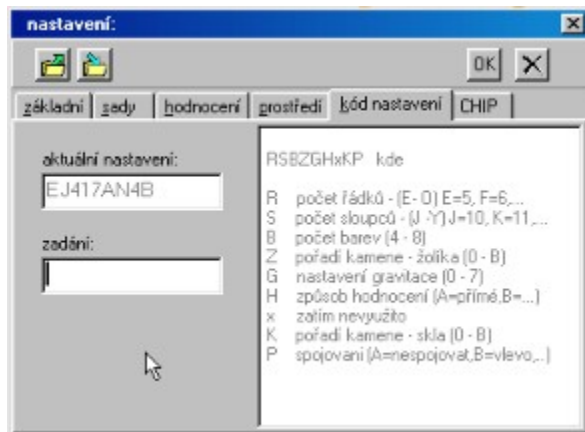 nastavení:
OK
základní sady hodnocení prostředí kód nastavení CHIP
aktuální nastavení:
EJ417AN4B
zadání:
RSBZGHxKP kde
R počet řádků - (E- O) E=5, F=6,...
S počet sloupců - (J -Y) J=10, K=11,...
B počet barev (4 - 8)
Z pořadí kamene - žolíka (0 - B)
G nastavení gravitace (0 - 7)
H způsob hodnocení (A=přímé,B=...)
x zatím nevyužito
K pořadí kamene - skla (0 - B)
P spojovani (A=nespojovat,B=vlevo,..)